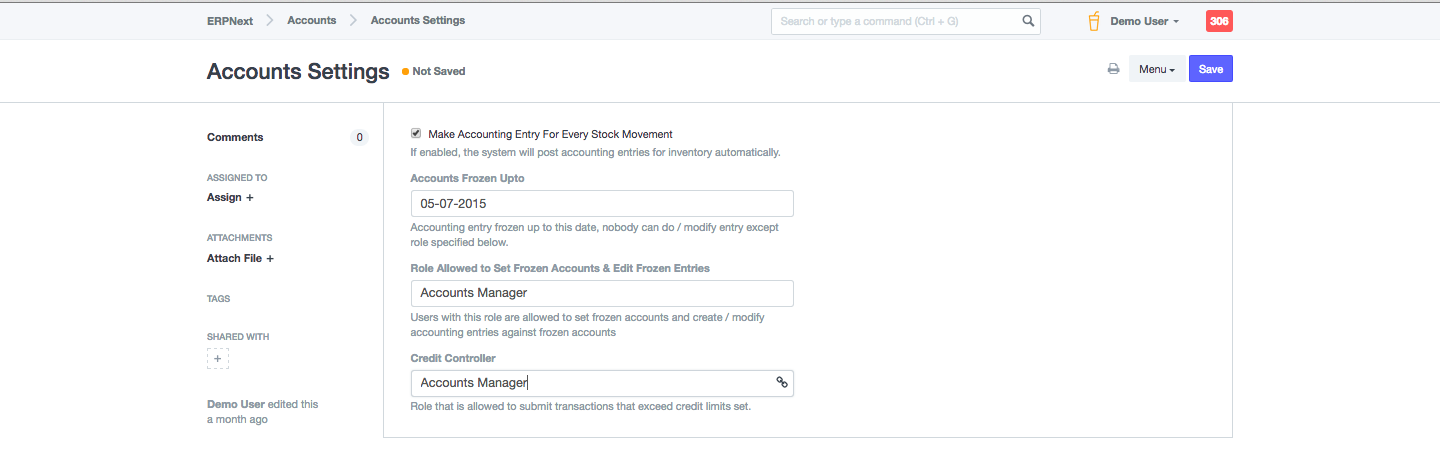 ERPNext Accounts Accounts Settings Search or type a command (Ctrl + G) Demo User 306
Accounts Settings Not Saved Menu Save
Comments 0
ASSIGNED TO
Assign +
ATTACHMENTS
Attach File +
TAGS
SHARED WITH
+
Demo User edited this
a month ago
Make Accounting Entry For Every Stock Movement
If enabled, the system will post accounting entries for inventory automatically.
Accounts Frozen Upto
05-07-2015
Accounting entry frozen up to this date, nobody can do / modify entry except
role specified below.
Role Allowed to Set Frozen Accounts & Edit Frozen Entries
Accounts Manager
Users with this role are allowed to set frozen accounts and create / modify
accounting entries against frozen accounts
Credit Controller
Accounts Manager
Role that is allowed to submit transactions that exceed credit limits set.